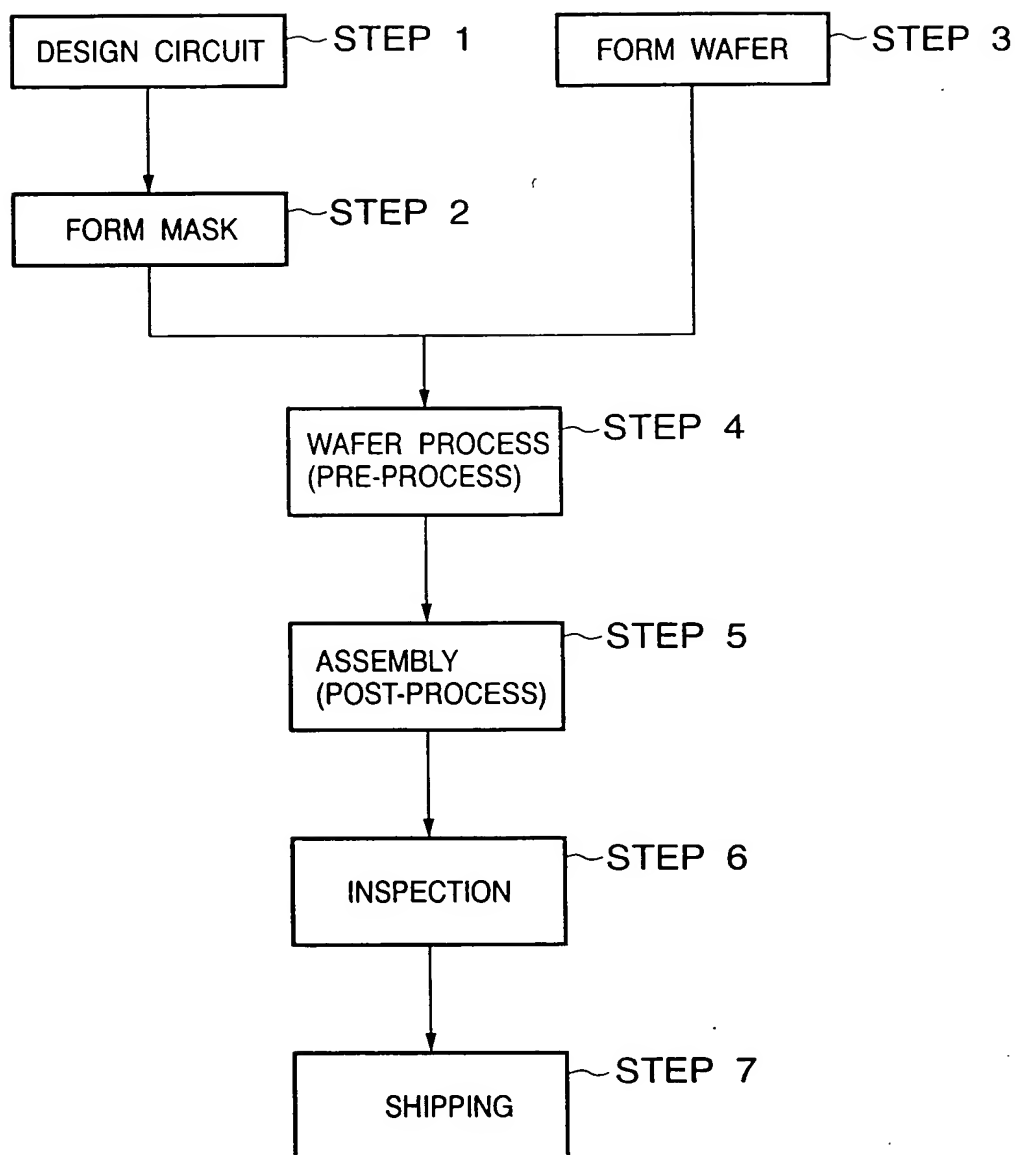 DESIGN CIRCUIT
STEP 1
FORM WAFER
STEP 3
FORM MASK
STEP 2
WAFER PROCESS
(PRE-PROCESS)
STEP 4
ASSEMBLY
(POST-PROCESS)
STEP 5
INSPECTION
STEP 6
SHIPPING
STEP 7